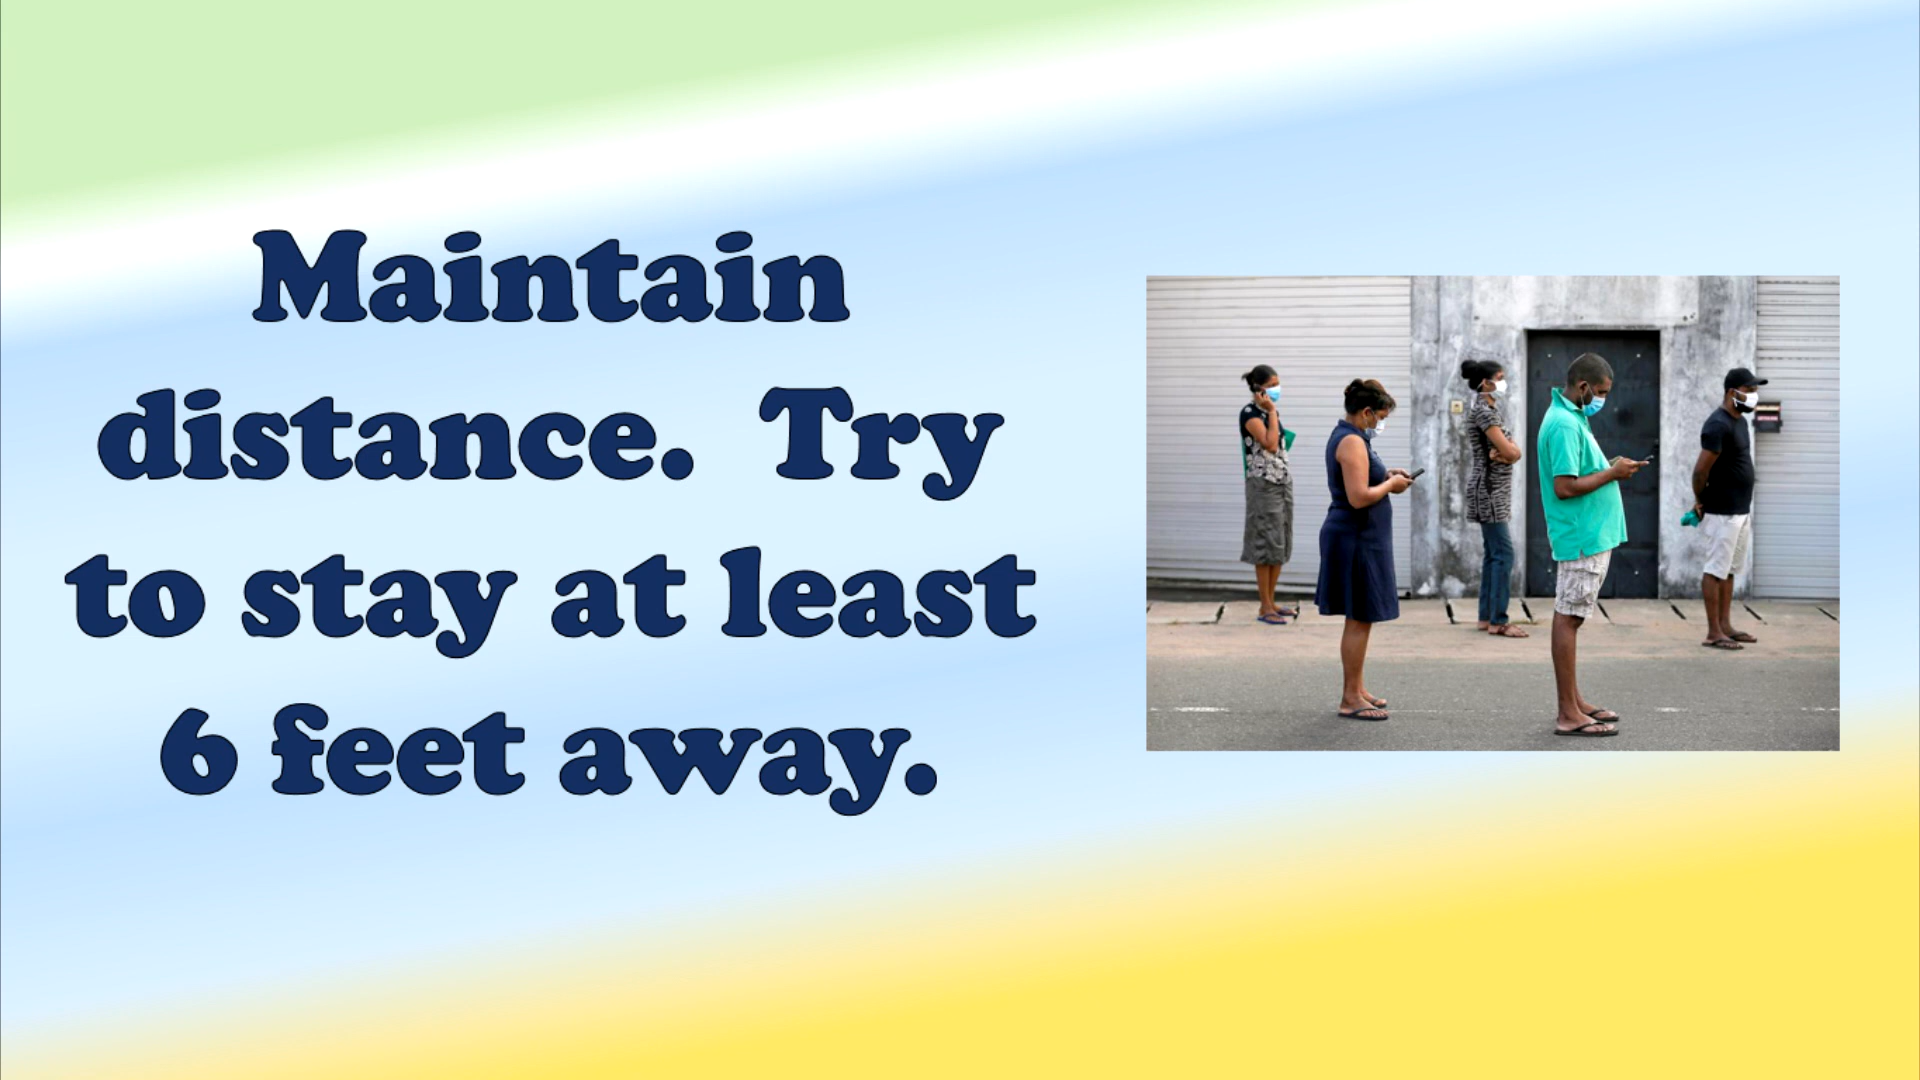 Maintain
distance.  Try
to stay at least
6 feet away.